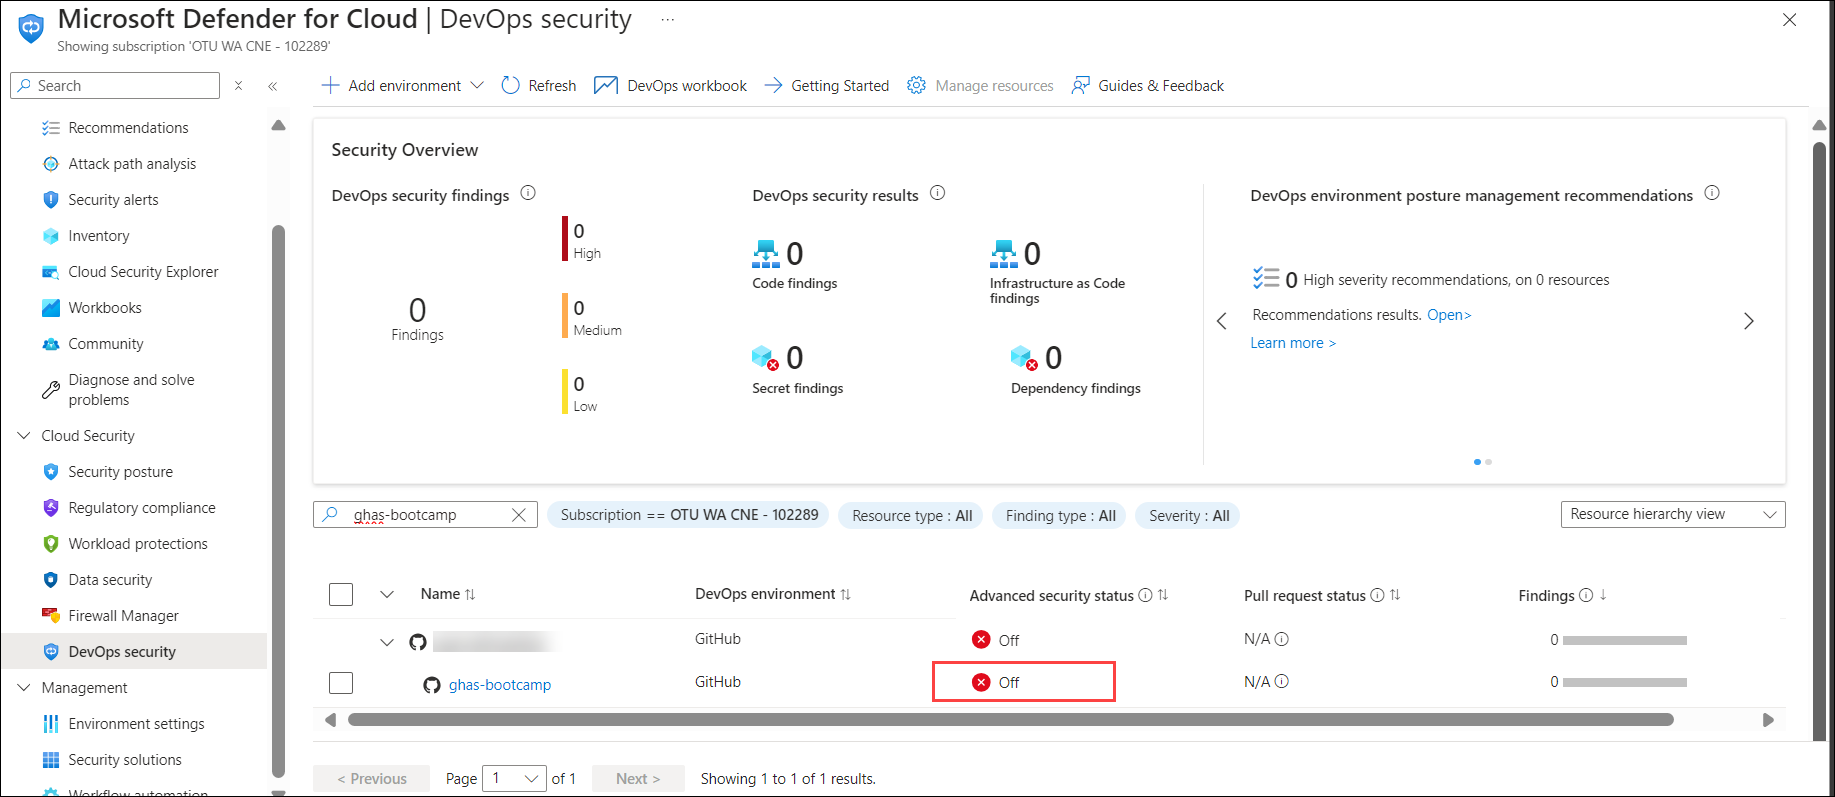 Microsoft Defender for Cloud | DevOps security ...
Showing subscription 'OTU WA CNE - 102289'
Search
Add environment
Refresh
DevOps workbook
Getting Started
Manage resources
Guides & Feedback
Recommendations
Attack path analysis
Security alerts
Inventory
Cloud Security Explorer
Workbooks
Community
Diagnose and solve
problems
Cloud Security
Security posture
Regulatory compliance
Workload protections
Data security
Firewall Manager
DevOps security
Management
Environment settings
Security solutions
Workflow automation
Security Overview
DevOps security findings
0
Findings
0
High
0
Medium
0
Low
DevOps security results
0
Code findings
0
Infrastructure as Code
findings
0
Secret findings
0
Dependency findings
DevOps environment posture management recommendations
0 High severity recommendations, on 0 resources
Recommendations results. Open>
Learn more >
ghas-bootcamp
Subscription == OTU WA CNE - 102289
Resource type : All
Finding type : All
Severity : All
Resource hierarchy view
Name
DevOps environment
Advanced security status
Pull request status
Findings
GitHub
Off
N/A
0
ghas-bootcamp
GitHub
Off
N/A
0
< Previous
Page 1 of 1
Next >
Showing 1 to 1 of 1 results.